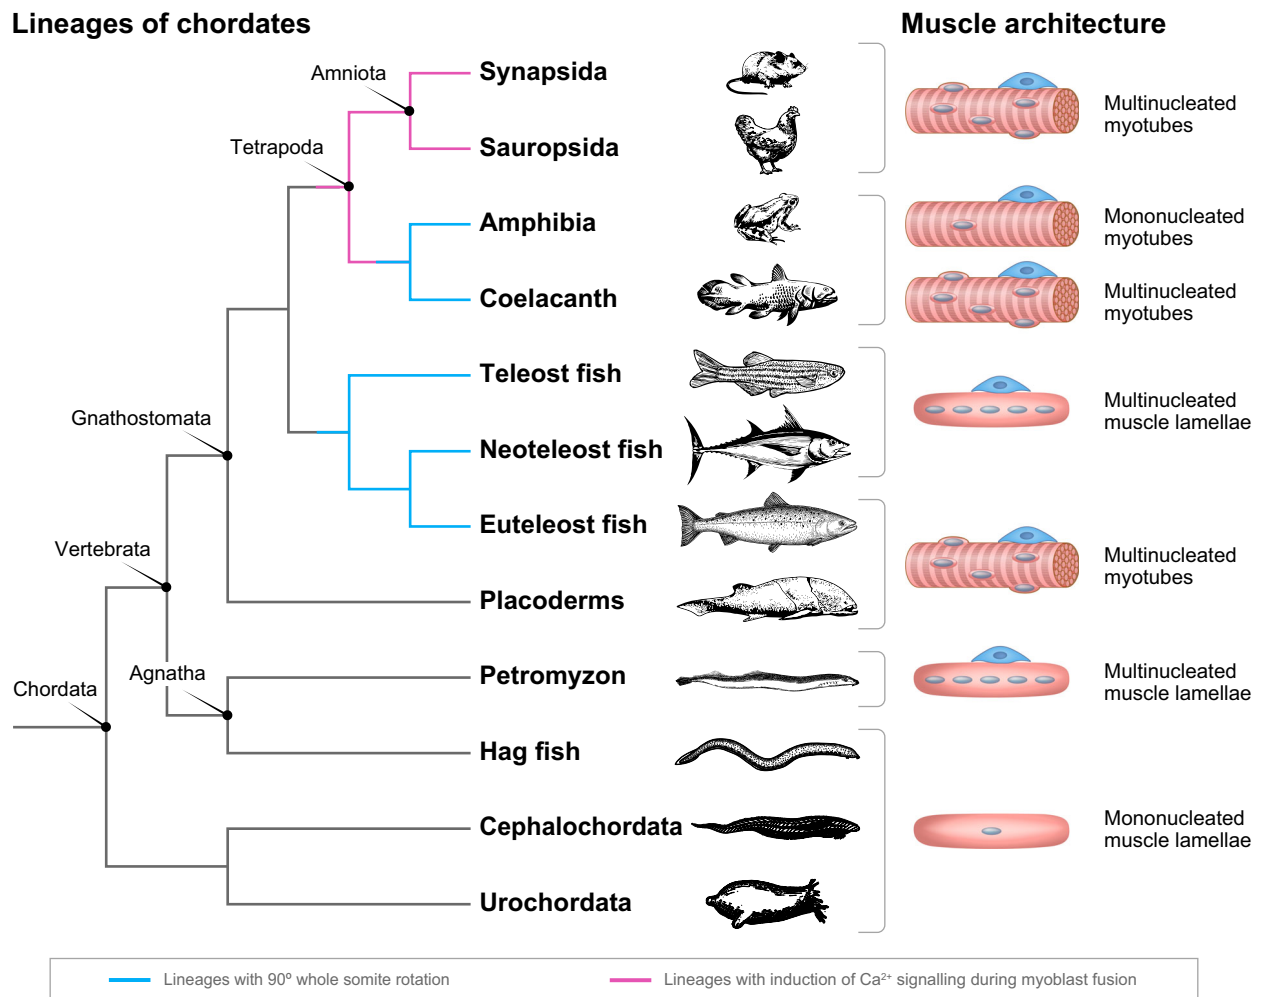 Lineages of chordates
Muscle architecture
Amniota
Synapsida
Multinucleated
myotubes
Tetrapoda
Sauropsida
Amphibia
Mononucleated
myotubes
Coelacanth
Multinucleated
myotubes
Teleost fish
Multinucleated
muscle lamellae
Gnathostomata
Neoteleost fish
Euteleost fish
Vertebrata
Multinucleated
myotubes
Placoderms
Agnatha
Petromyzon
Multinucleated
muscle lamellae
Chordata
Hag fish
Cephalochordata
Mononucleated
muscle lamellae
Urochordata
Lineages with 90º whole somite rotation
Lineages with induction of Ca²⁺ signalling during myoblast fusion